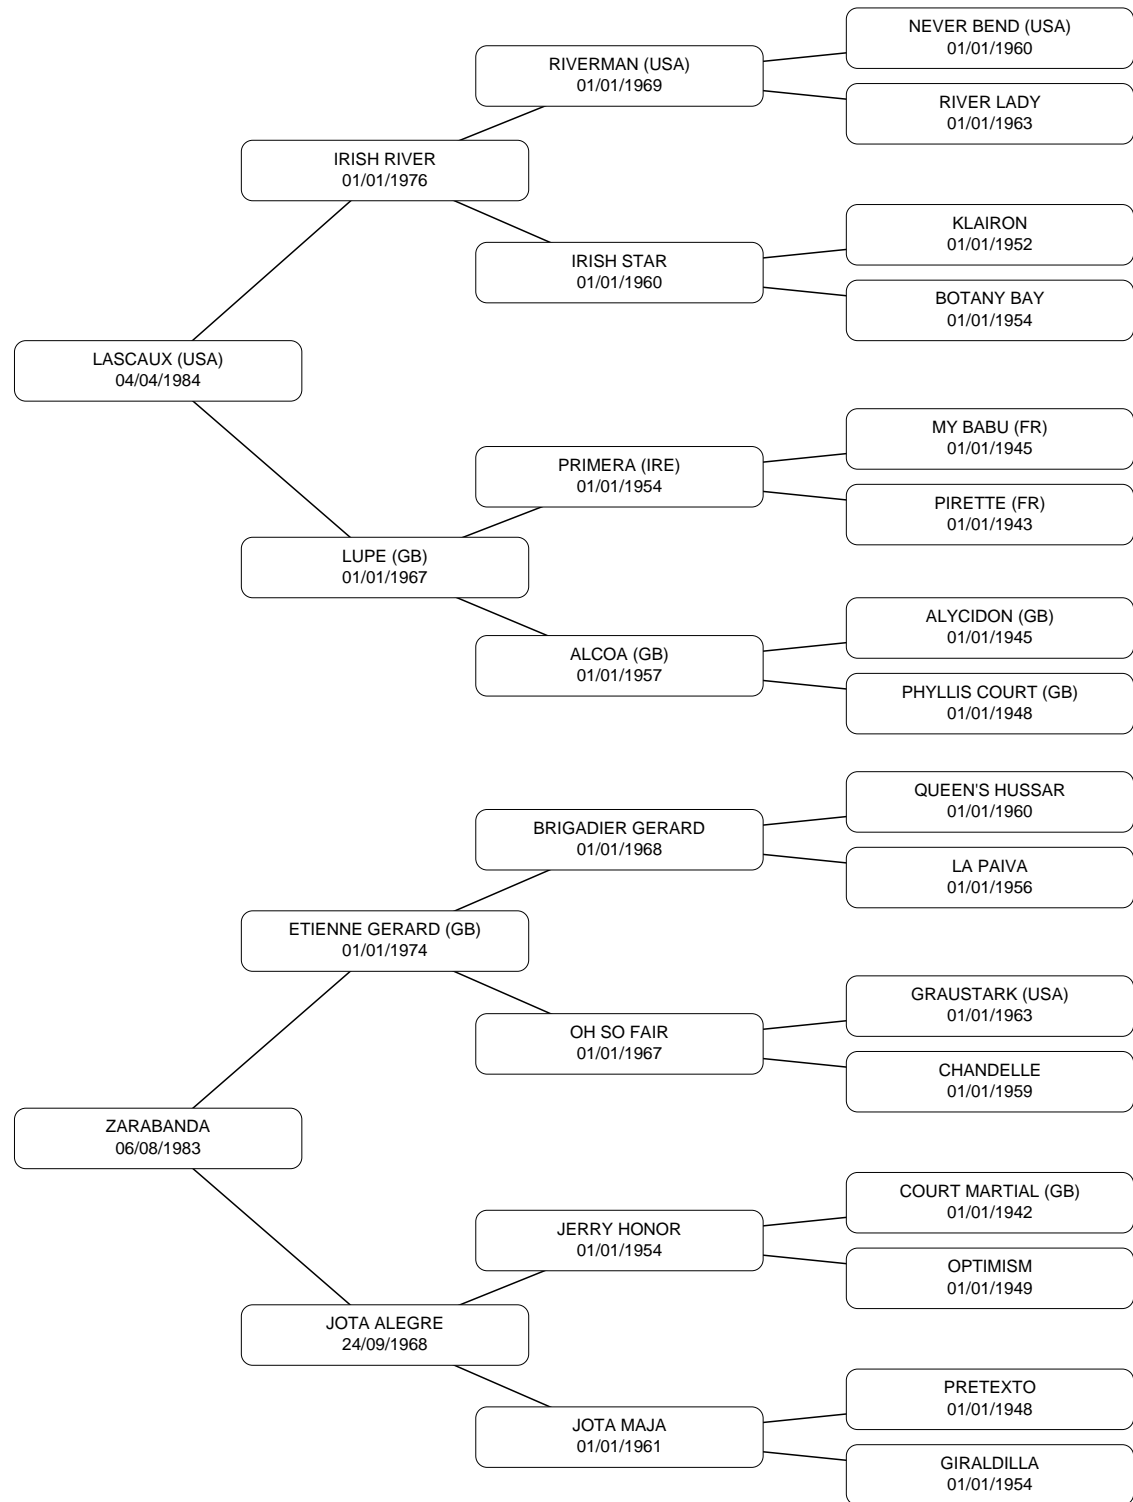 NEVER BEND (USA)
01/01/1960
RIVERMAN (USA)
01/01/1969
RIVER LADY
01/01/1963
IRISH RIVER
01/01/1976
KLAIRON
01/01/1952
IRISH STAR
01/01/1960
BOTANY BAY
01/01/1954
LASCAUX (USA)
04/04/1984
MY BABU (FR)
01/01/1945
PRIMERA (IRE)
01/01/1954
PIRETTE (FR)
01/01/1943
LUPE (GB)
01/01/1967
ALYCIDON (GB)
01/01/1945
ALCOA (GB)
01/01/1957
PHYLLIS COURT (GB)
01/01/1948
QUEEN'S HUSSAR
01/01/1960
BRIGADIER GERARD
01/01/1968
LA PAIVA
01/01/1956
ETIENNE GERARD (GB)
01/01/1974
GRAUSTARK (USA)
01/01/1963
OH SO FAIR
01/01/1967
CHANDELLE
01/01/1959
ZARABANDA
06/08/1983
COURT MARTIAL (GB)
01/01/1942
JERRY HONOR
01/01/1954
OPTIMISM
01/01/1949
JOTA ALEGRE
24/09/1968
PRETEXTO
01/01/1948
JOTA MAJA
01/01/1961
GIRALDILLA
01/01/1954